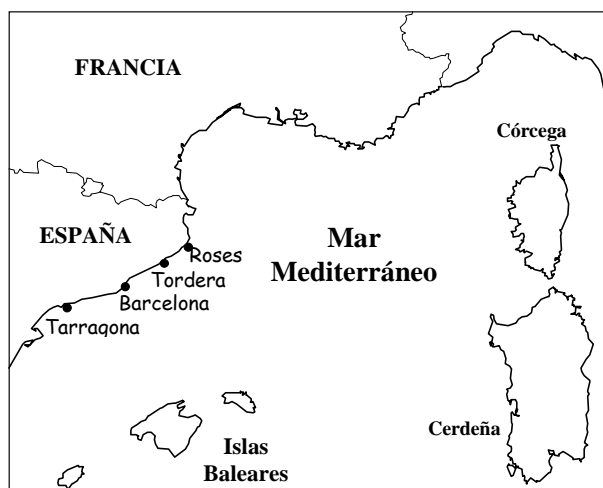 FRANCIA
Córcega
ESPAÑA
Roses
Mar
Mediterráneo
Tordera
Barcelona
Tarragona
Cerdeña
Islas
Baleares